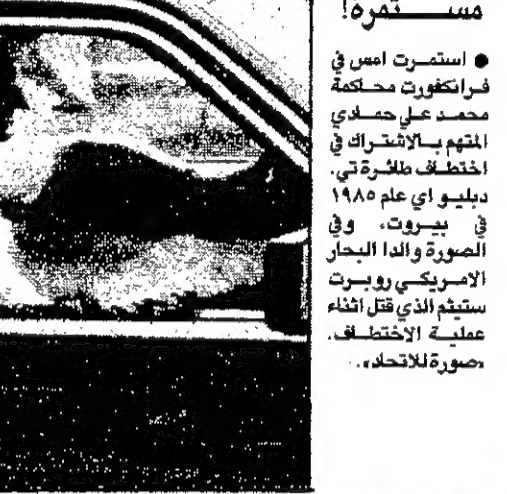 مستمره!
● استمرت امس في
فرانكفورت محاكمة
محمد علي حمادي
المتهم بالاشتراك في
اختطاف طائرة تي.
دبليو اي عام ١٩٨٥
في بيروت، وفي
الصورة والدا البحار
الامريكي روبرت
ستيثم الذي قتل اثناء
عملية الاختطاف.
«صورة للاتحاد».